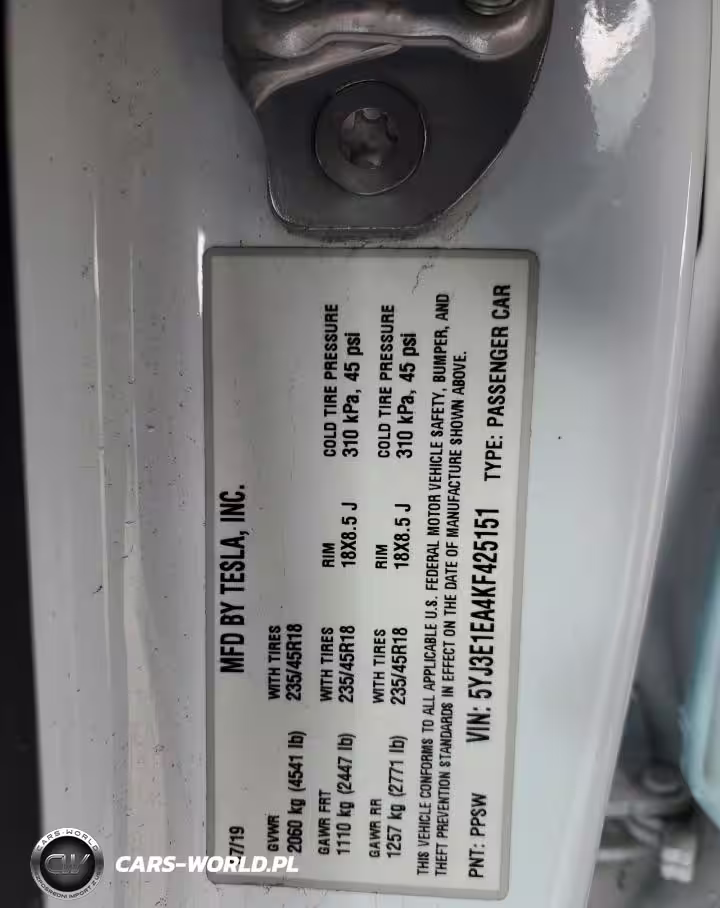 MFD BY TESLA, INC.
7/19
GVWR
2060 kg (4541 lb)
WITH TIRES
235/45R18
GAWR FRT
1110 kg (2447 lb)
WITH TIRES
235/45R18
RIM
18X8.5 J
COLD TIRE PRESSURE
310 kPa, 45 psi
GAWR RR
1257 kg (2771 lb)
WITH TIRES
235/45R18
RIM
18X8.5 J
COLD TIRE PRESSURE
310 kPa, 45 psi
THIS VEHICLE CONFORMS TO ALL APPLICABLE U.S. FEDERAL MOTOR VEHICLE SAFETY, BUMPER, AND
THEFT PREVENTION STANDARDS IN EFFECT ON THE DATE OF MANUFACTURE SHOWN ABOVE.
PNT: PPSW VIN: 5YJ3E1EA4KF425151 TYPE: PASSENGER CAR
CARS-WORLD
CW
CARS-WORLD.PL